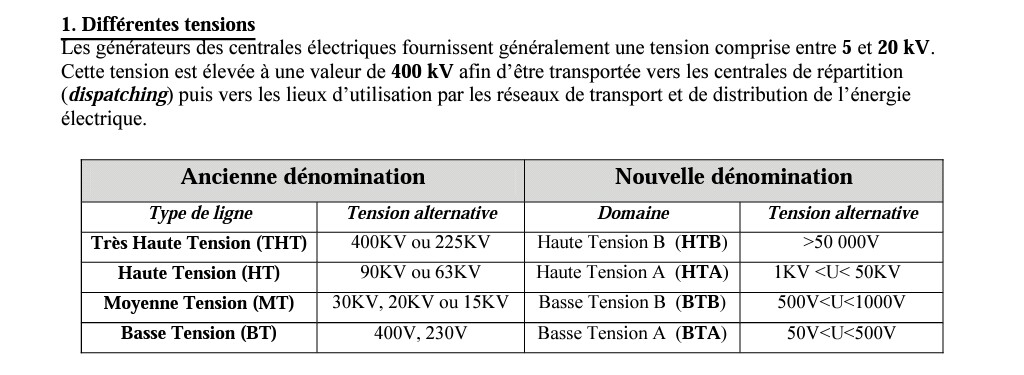 1. Différentes tensions
Les générateurs des centrales électriques fournissent généralement une tension comprise entre 5 et 20 kV.
Cette tension est élevée à une valeur de 400 kV afin d’être transportée vers les centrales de répartition
(dispatching) puis vers les lieux d’utilisation par les réseaux de transport et de distribution de l’énergie
électrique.
Ancienne dénomination Nouvelle dénomination
Type de ligne Tension alternative Domaine Tension alternative
Très Haute Tension (THT) 400KV ou 225KV Haute Tension B (HTB) >50 000V
Haute Tension (HT) 90KV ou 63KV Haute Tension A (HTA) 1KV <U< 50KV
Moyenne Tension (MT) 30KV, 20KV ou 15KV Basse Tension B (BTB) 500V<U<1000V
Basse Tension (BT) 400V, 230V Basse Tension A (BTA) 50V<U<500V